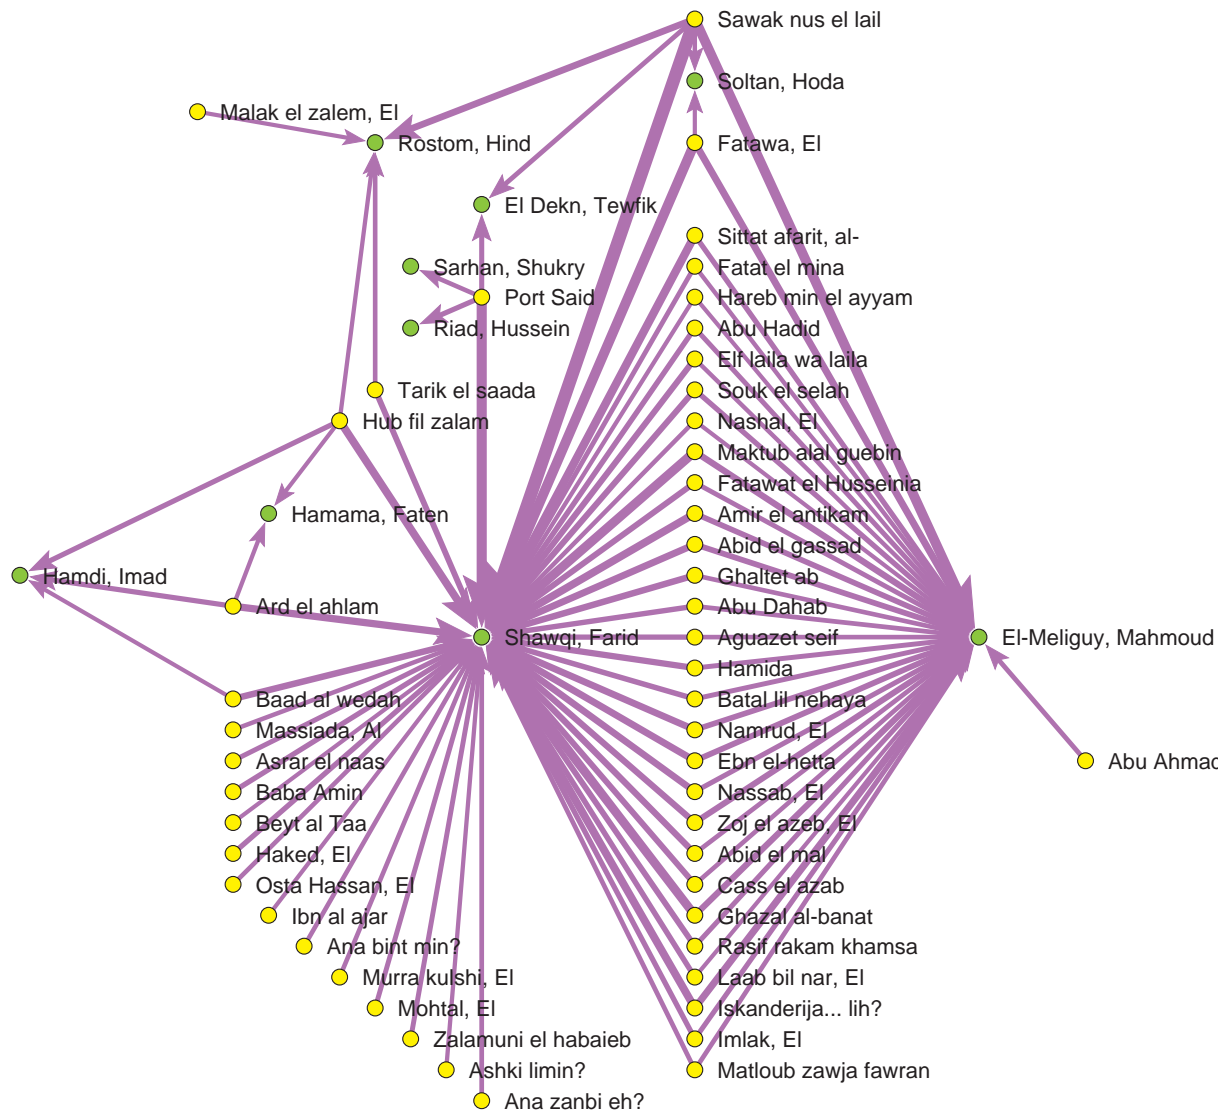 Sawak nus el lail
Soltan, Hoda
Malak el zalem, El
Rostom, Hind
Fatawa, El
El Dekn, Tewfik
Sittat afarit, al-
Sarhan, Shukry
Fatat el mina
Port Said
Hareb min el ayyam
Riad, Hussein
Abu Hadid
Elf laila wa laila
Tarik el saada
Souk el selah
Hub fil zalam
Nashal, El
Maktub alal guebin
Fatawat el Husseinia
Hamama, Faten
Amir el antikam
Abid el gassad
Hamdi, Imad
Ghaltet ab
Ard el ahlam
Abu Dahab
Shawqi, Farid
Aguazet seif
El-Meliguy, Mahmoud
Hamida
Baad al wedah
Batal lil nehaya
Massiada, Al
Namrud, El
Asrar el naas
Ebn el-hetta
Abu Ahmad
Baba Amin
Nassab, El
Beyt al Taa
Zoj el azeb, El
Haked, El
Abid el mal
Osta Hassan, El
Cass el azab
Ibn al ajar
Ghazal al-banat
Ana bint min?
Rasif rakam khamsa
Murra kulshi, El
Laab bil nar, El
Mohtal, El
Iskanderija... lih?
Zalamuni el habaieb
Imlak, El
Ashki limin?
Matloub zawja fawran
Ana zanbi eh?